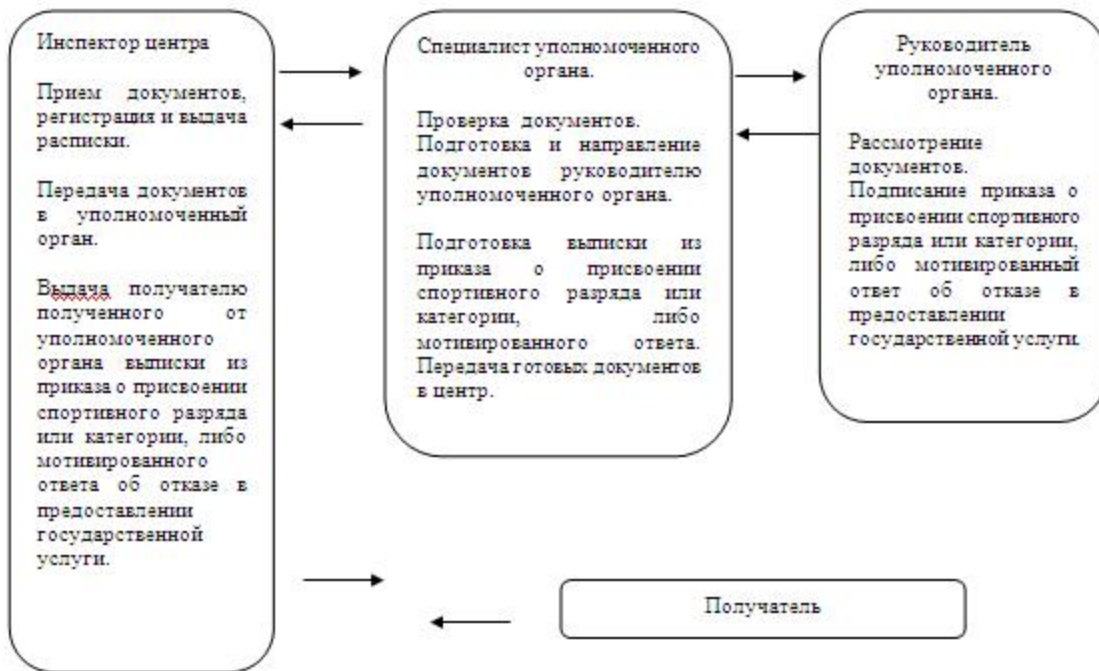 Инспектор центра
Прием документов,
регистрация и выдача
расписки.
Передача документов
в уполномоченный
орган.
Выдача получателю
полученного от
уполномоченного
органа выписки из
приказа о присвоении
спортивного разряда
или категории, либо
мотивированного
ответа об отказе в
предоставлении
государственной
услуги.
Специалист уполномоченного
органа.
Проверка документов.
Подготовка и направление
документов руководителю
уполномоченного органа.
Подготовка выписки из
приказа о присвоении
спортивного разряда или
категории, либо
мотивированного ответа.
Передача готовых документов
в центр.
Руководитель
уполномоченного
органа.
Рассмотрение
документов.
Подписание приказа о
присвоении спортивного
разряда или категории,
либо мотивированный
ответ об отказе в
предоставлении
государственной услуги.
Получатель